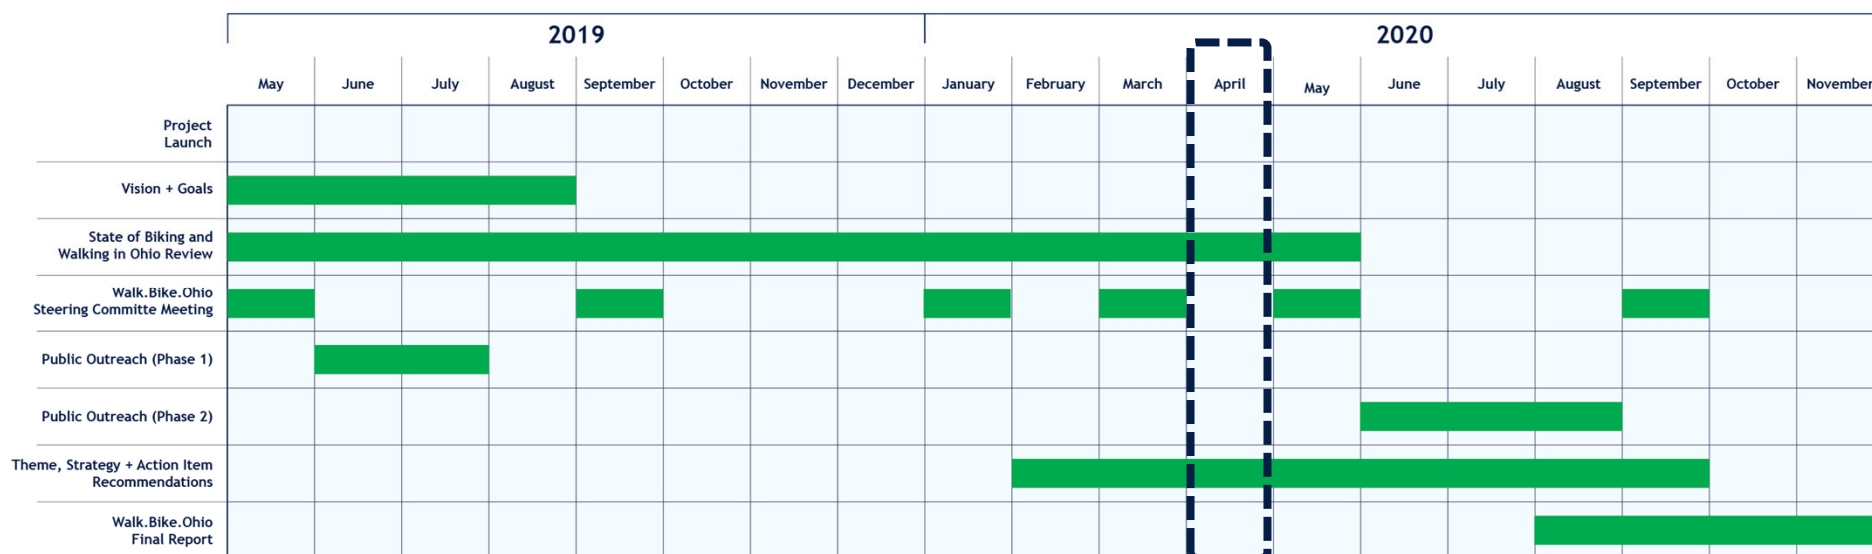 2019
2020
May
June
July
August
September
October
November
December
January
February
March
April
May
June
July
August
September
October
November
Project
Launch
Vision + Goals
State of Biking and
Walking in Ohio Review
Walk.Bike.Ohio
Steering Committe Meeting
Public Outreach (Phase 1)
Public Outreach (Phase 2)
Theme, Strategy + Action Item
Recommendations
Walk.Bike.Ohio
Final Report